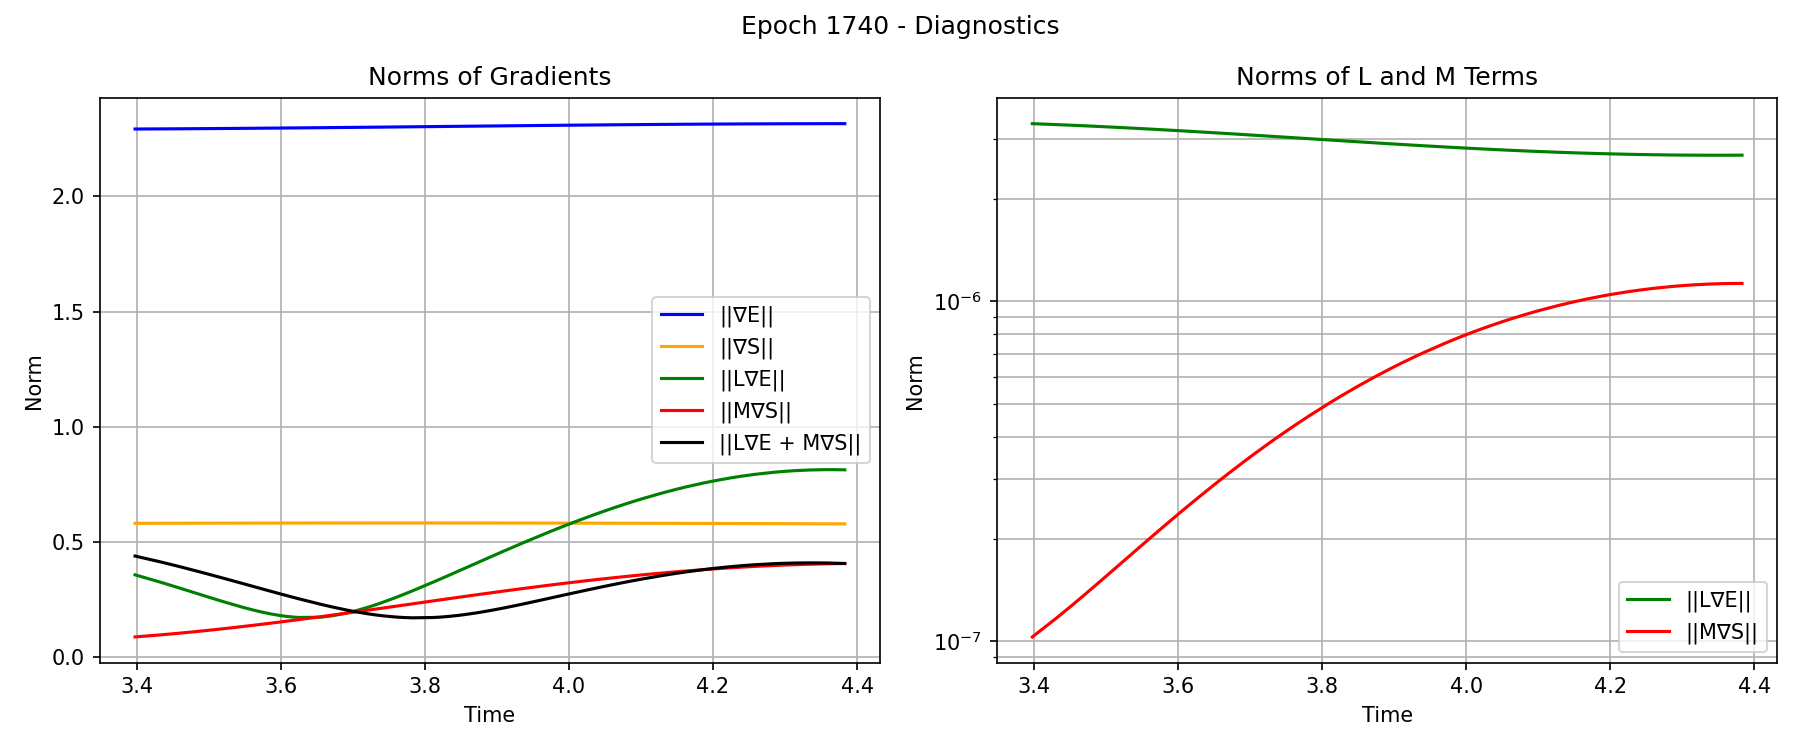 Epoch 1740 - Diagnostics
Norms of Gradients
Norm
2.0
1.5
1.0
0.5
0.0
||∇E||
||∇S||
||L∇E||
||M∇S||
||L∇E + M∇S||
3.4 3.6 3.8 4.0 4.2 4.4
Time
Norms of L and M Terms
Norm
10⁻⁶
10⁻⁷
||L∇E||
||M∇S||
3.4 3.6 3.8 4.0 4.2 4.4
Time